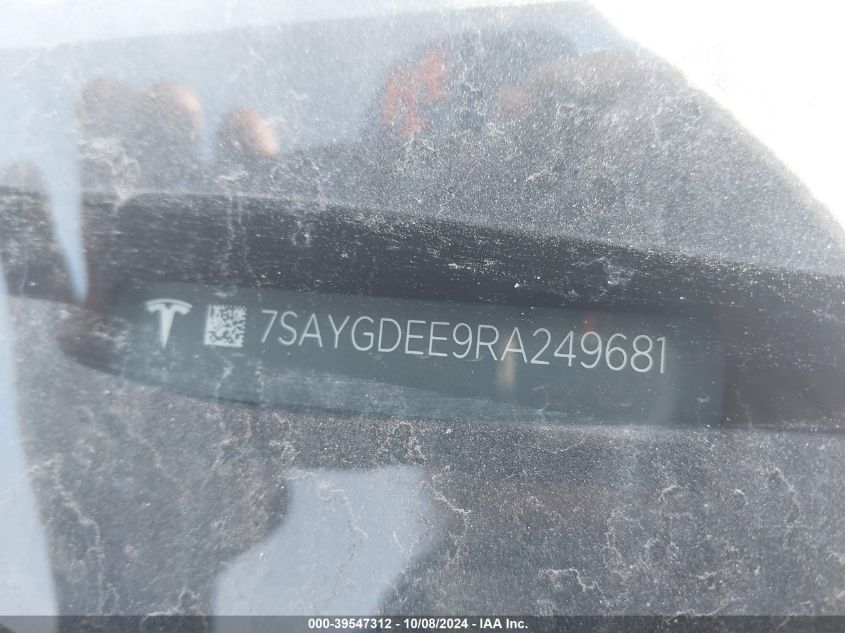 7SAYGDEE9RA249681
000-39547312 - 10/08/2024 - IAA Inc.